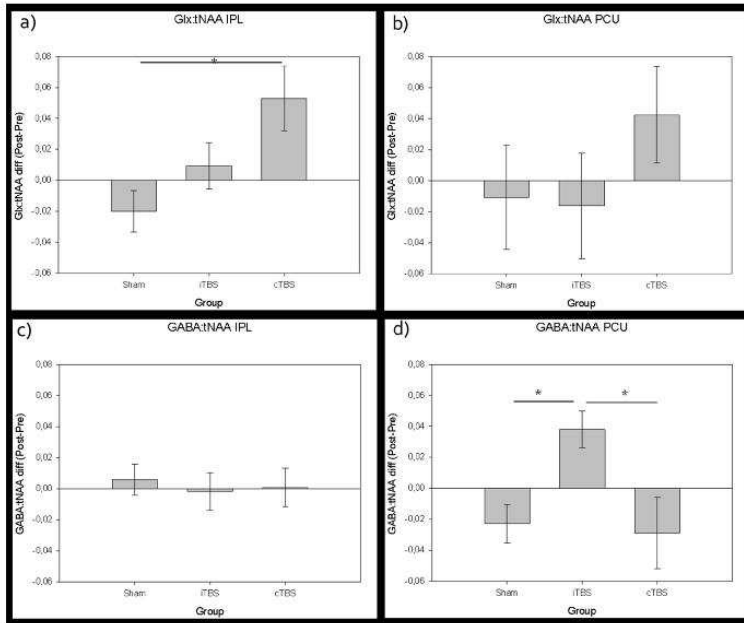 a)
Glx:tNAA IPL
Glx:tNAA diff (Post-Pre)
0,08
0,06
0,04
0,02
0,00
-0,02
-0,04
-0,06
*
Sham
iTBS
cTBS
Group
b)
Glx:tNAA PCU
Glx:tNAA diff (Post-Pre)
0,08
0,06
0,04
0,02
0,00
-0,02
-0,04
-0,06
Sham
iTBS
cTBS
Group
c)
GABA:tNAA IPL
GABA:tNAA diff (Post-Pre)
0,08
0,06
0,04
0,02
0,00
-0,02
-0,04
-0,06
Sham
iTBS
cTBS
Group
d)
GABA:tNAA PCU
GABA:tNAA diff (Post-Pre)
0,08
0,06
0,04
0,02
0,00
-0,02
-0,04
-0,06
*
*
Sham
iTBS
cTBS
Group